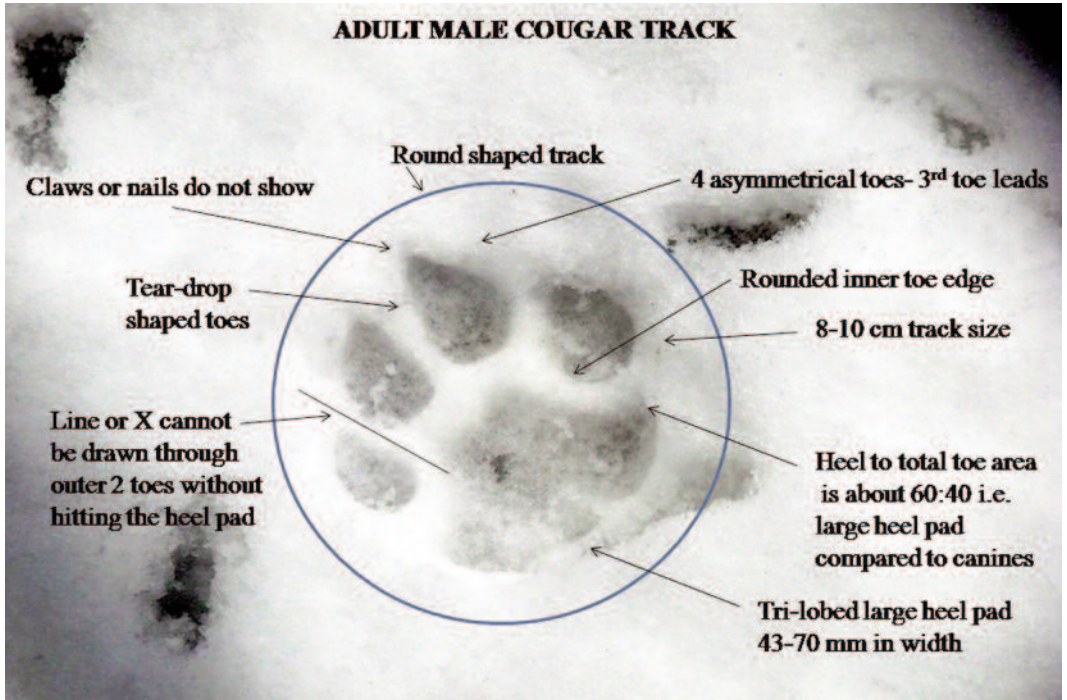 ADULT MALE COUGAR TRACK
Round shaped track
Claws or nails do not show
4 asymmetrical toes- 3rd toe leads
Tear-drop
shaped toes
Rounded inner toe edge
8-10 cm track size
Line or X cannot
be drawn through
outer 2 toes without
hitting the heel pad
Heel to total toe area
is about 60:40 i.e.
large heel pad
compared to canines
Tri-lobed large heel pad
43-70 mm in width